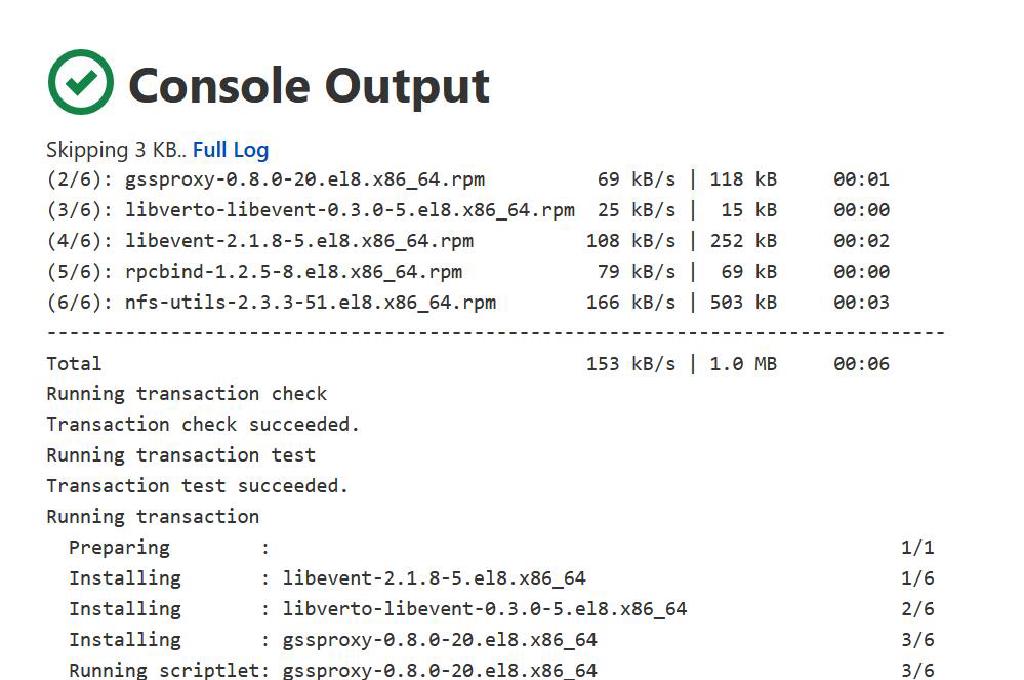 Console Output
Skipping 3 KB.. Full Log
(2/6): gssproxy-0.8.0-20.el8.x86_64.rpm          69 kB/s | 118 kB     00:01
(3/6): libverto-libevent-0.3.0-5.el8.x86_64.rpm  25 kB/s |  15 kB     00:00
(4/6): libevent-2.1.8-5.el8.x86_64.rpm          108 kB/s | 252 kB     00:02
(5/6): rpcbind-1.2.5-8.el8.x86_64.rpm            79 kB/s |  69 kB     00:00
(6/6): nfs-utils-2.3.3-51.el8.x86_64.rpm        166 kB/s | 503 kB     00:03
--------------------------------------------------------------------------------
Total                                           153 kB/s | 1.0 MB     00:06
Running transaction check
Transaction check succeeded.
Running transaction test
Transaction test succeeded.
Running transaction
  Preparing        :                                                        1/1
  Installing       : libevent-2.1.8-5.el8.x86_64                            1/6
  Installing       : libverto-libevent-0.3.0-5.el8.x86_64                   2/6
  Installing       : gssproxy-0.8.0-20.el8.x86_64                           3/6
  Running scriptlet: gssproxy-0.8.0-20.el8.x86_64                           3/6